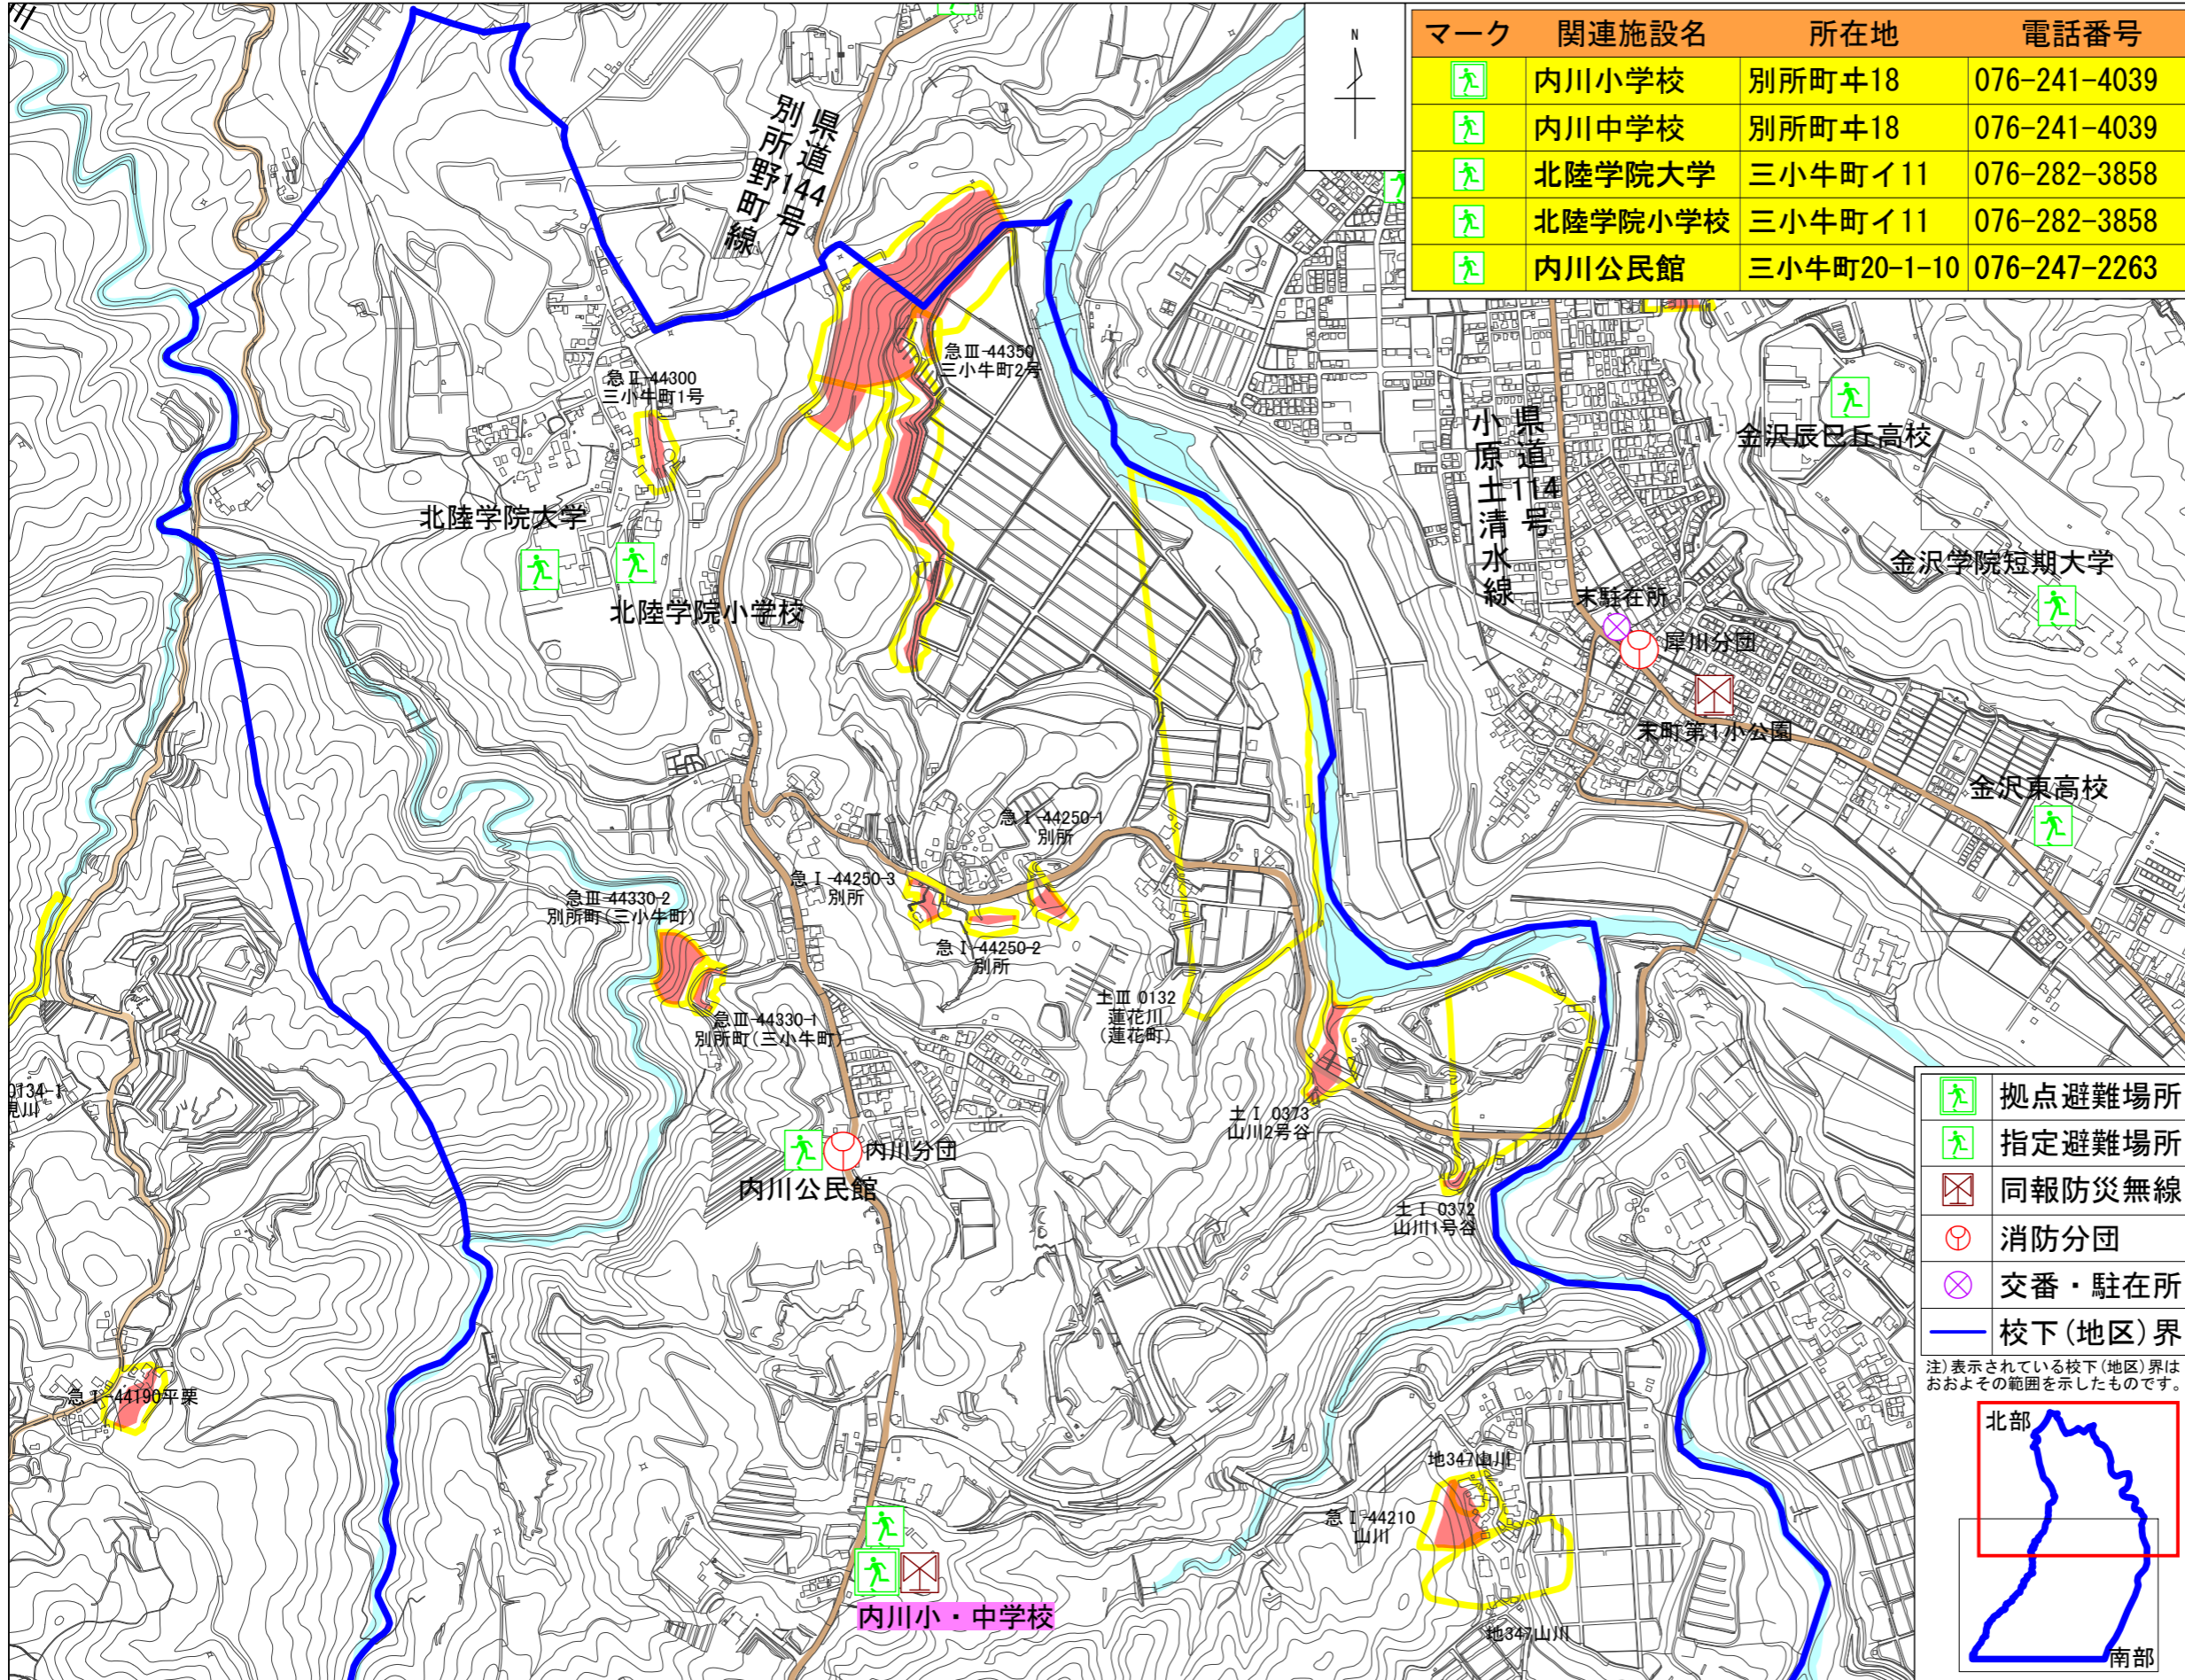 マーク 関連施設名 所在地 電話番号
内川小学校 別所町ヰ18 076-241-4039
内川中学校 別所町ヰ18 076-241-4039
北陸学院大学 三小牛町イ11 076-282-3858
北陸学院小学校 三小牛町イ11 076-282-3858
内川公民館 三小牛町20-1-10 076-247-2263
N
県道144号
別所野町線
急Ⅲ-44350
三小牛町2号
急Ⅱ-44300
三小牛町1号
県道114号
小原土清水線
金沢辰巳丘高校
北陸学院大学
北陸学院小学校
金沢学院短期大学
末駐在所
犀川分団
末町第1小公園
金沢東高校
急Ⅰ-44250-1
別所
急Ⅰ-44250-3
別所
急Ⅲ-44330-2
別所町(三小牛町)
急Ⅰ-44250-2
別所
土Ⅲ 0132
蓮花川
(蓮花町)
急Ⅲ-44330-1
別所町(三小牛町)
0134-1
見川
土Ⅰ 0373
山川2号谷
内川分団
内川公民館
土Ⅰ 0372
山川1号谷
急Ⅰ-44190平栗
地347山川
急Ⅰ-44210
山川
内川小・中学校
地347山川
拠点避難場所
指定避難場所
同報防災無線
消防分団
交番・駐在所
校下(地区)界
注)表示されている校下(地区)界は
おおよその範囲を示したものです。
北部
南部